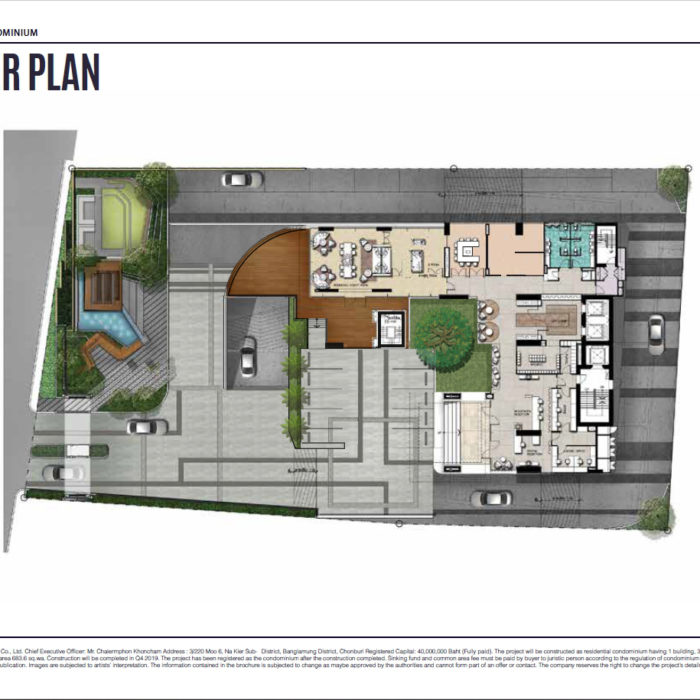 OMINIUM
R PLAN
Co., Ltd. Chief Executive Officer: Mr. Chalermphon Khoncharn Address : 3/220 Moo 6, Na Kler Sub- District, Banglamung District, Chonburi Registered Capital: 40,000,000 Baht (Fully paid). The project will be constructed as residential condominium having 1 building, 3
area 683.6 sq.wa. Construction will be completed in Q4 2019. The project has been registered as the condominium after the construction completed. Sinking fund and common area fee must be paid by buyer to juristic person according to the regulation of condominium
publication. Images are subjected to artists' interpretation. The information contained in the brochure is subjected to change as maybe approved by the authorities and cannot form part of an offer or contact. The company reserves the right to change the project's detai